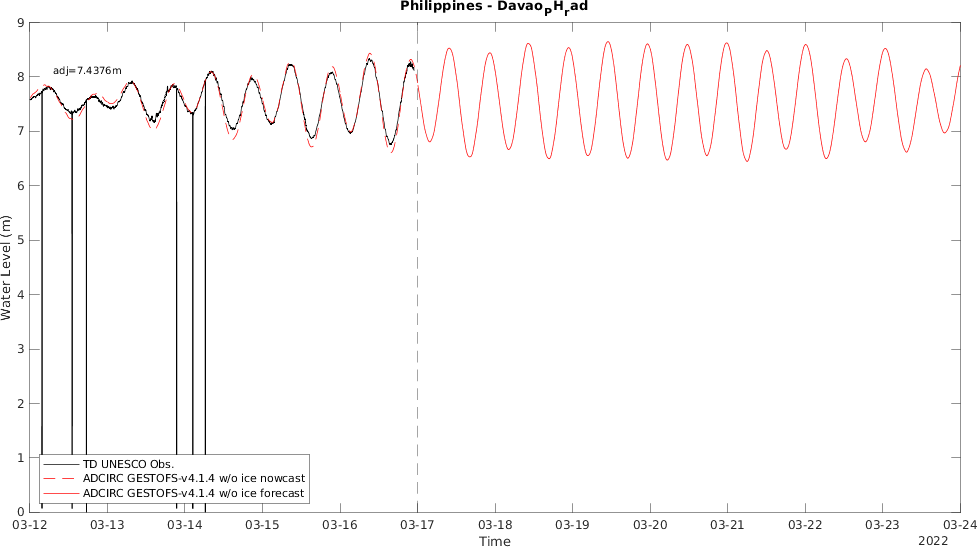 Philippines - DavaoPHrad
9
8
7
6
5
4
3
2
1
0
Water Level (m)
adj=7.4376m
TD UNESCO Obs.
ADCIRC GESTOFS-v4.1.4 w/o ice nowcast
ADCIRC GESTOFS-v4.1.4 w/o ice forecast
03-12 03-13 03-14 03-15 03-16 03-17 03-18 03-19 03-20 03-21 03-22 03-23 03-24
Time
2022